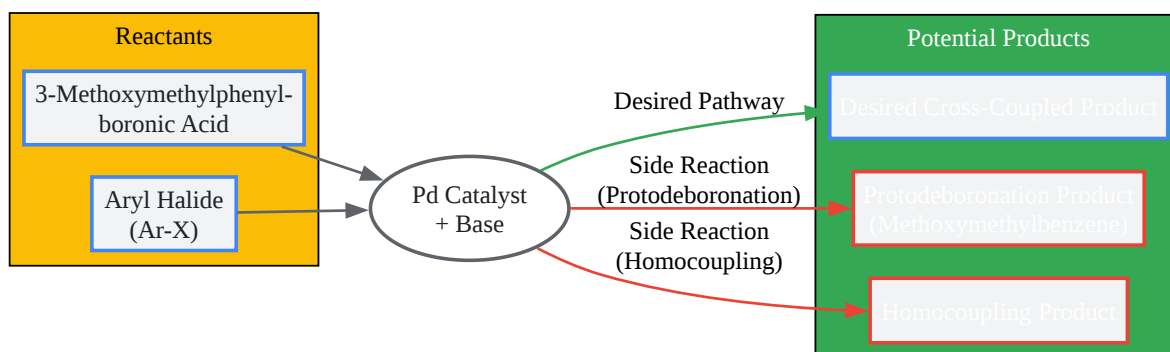 Reactants
3-Methoxymethylphenyl-
boronic Acid
Aryl Halide
(Ar-X)
Pd Catalyst
+ Base
Desired Pathway
Side Reaction
(Protodeboronation)
Side Reaction
(Homocoupling)
Potential Products
Desired Cross-Coupled Product
Protodeboronation Product
(Methoxymethylbenzene)
Homocoupling Product